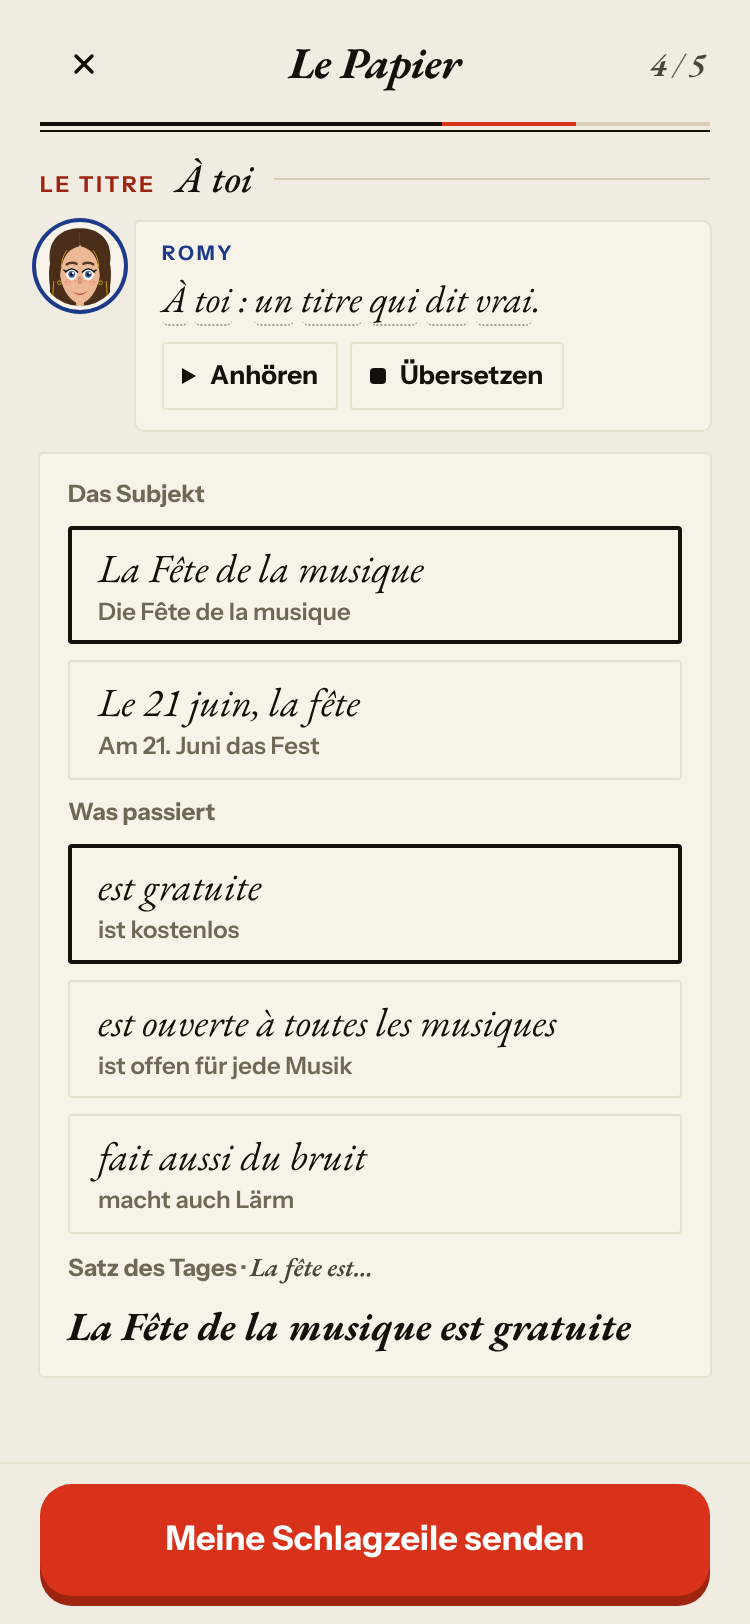 Le Papier
4 / 5
LE TITRE À toi
ROMY
À toi : un titre qui dit vrai.
Anhören
Übersetzen
Das Subjekt
La Fête de la musique
Die Fête de la musique
Le 21 juin, la fête
Am 21. Juni das Fest
Was passiert
est gratuite
ist kostenlos
est ouverte à toutes les musiques
ist offen für jede Musik
fait aussi du bruit
macht auch Lärm
Satz des Tages · La fête est...
La Fête de la musique est gratuite
Meine Schlagzeile senden